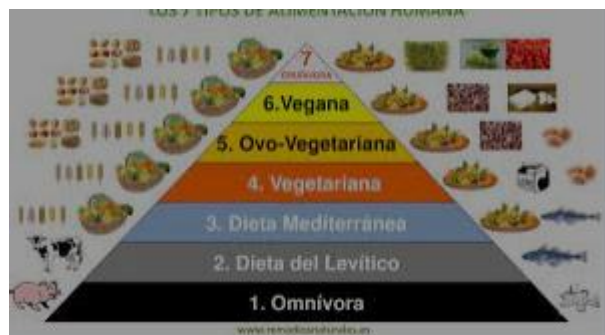 LOS 7 TIPOS DE ALIMENTACIÓN HUMANA
7
6.Vegana
5. Ovo-Vegetariana
4. Vegetariana
3. Dieta Mediterránea
2. Dieta del Levítico
1. Omnívora